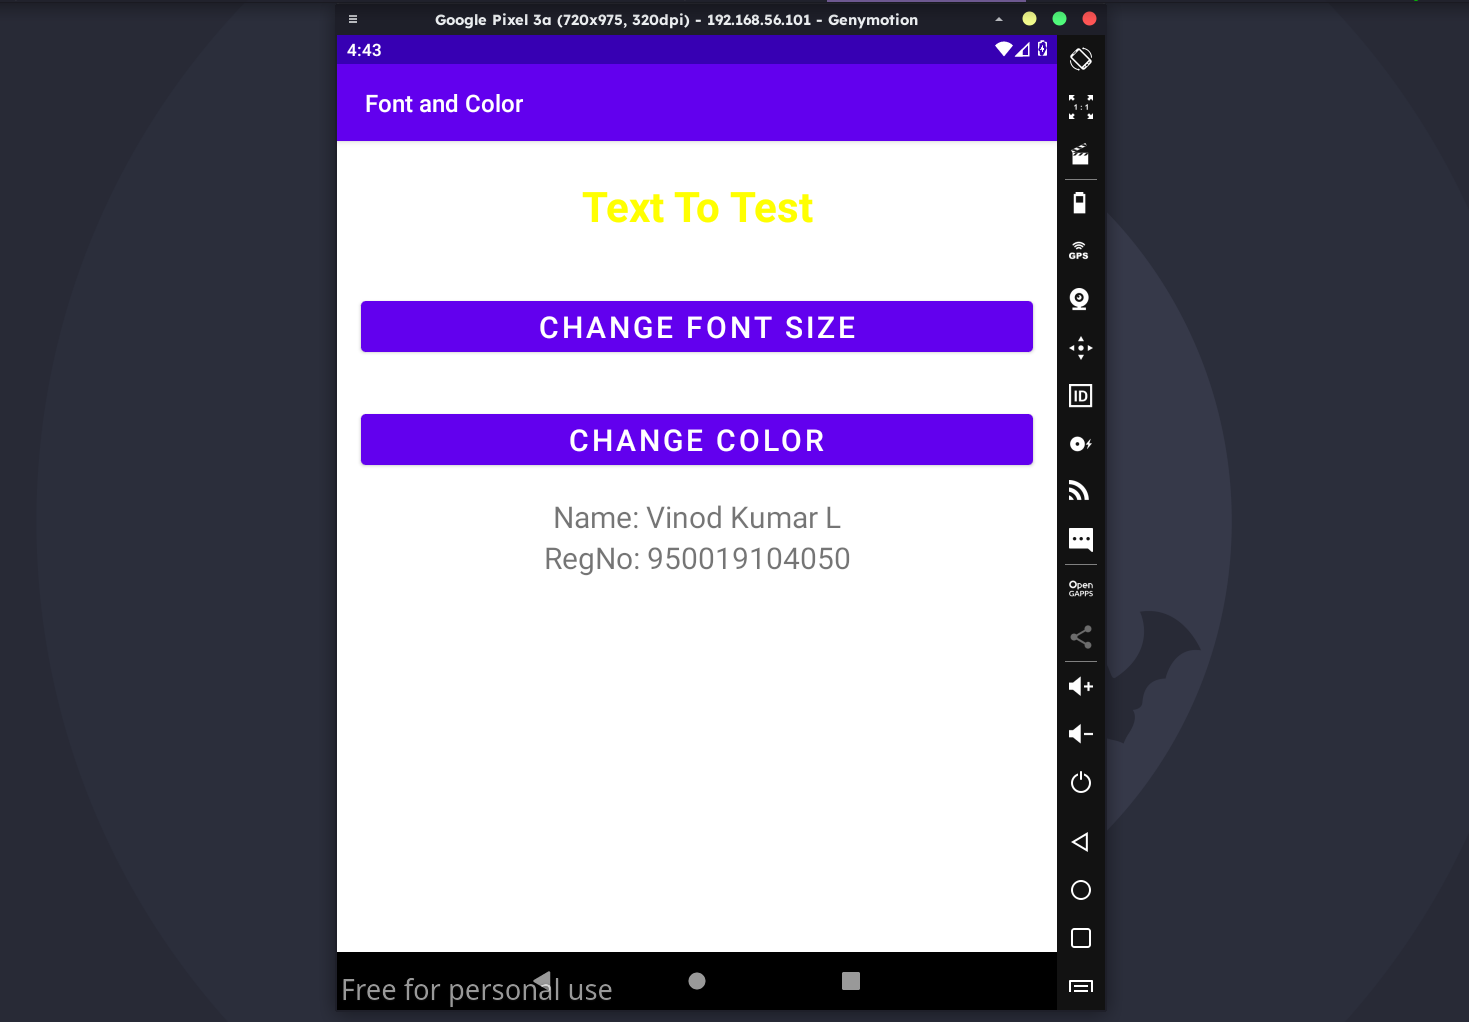 Google Pixel 3a (720x975, 320dpi) - 192.168.56.101 - Genymotion
4:43
Font and Color
1 : 1
Text To Test
GPS
CHANGE FONT SIZE
ID
CHANGE COLOR
Name: Vinod Kumar L
RegNo: 950019104050
Open
GAPPS
Free for personal use